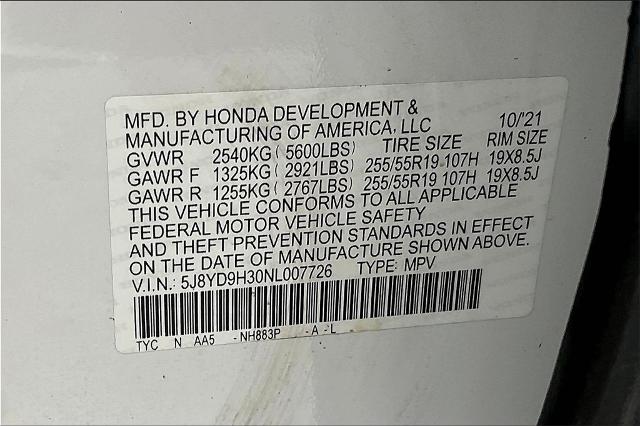 MFD. BY HONDA DEVELOPMENT & 10/'21
MANUFACTURING OF AMERICA, LLC TIRE SIZE RIM SIZE
GVWR 2540KG(5600LBS)
GAWR F 1325KG(2921LBS) 255/55R19 107H 19X8.5J
GAWR R 1255KG(2767LBS) 255/55R19 107H 19X8.5J
THIS VEHICLE CONFORMS TO ALL APPLICABLE
FEDERAL MOTOR VEHICLE SAFETY
AND THEFT PREVENTION STANDARDS IN EFFECT
ON THE DATE OF MANUFACTURE SHOWN ABOVE.
V.I.N.: 5J8YD9H30NL007726 TYPE: MPV
TYC N AA5 -NH883P -A -L